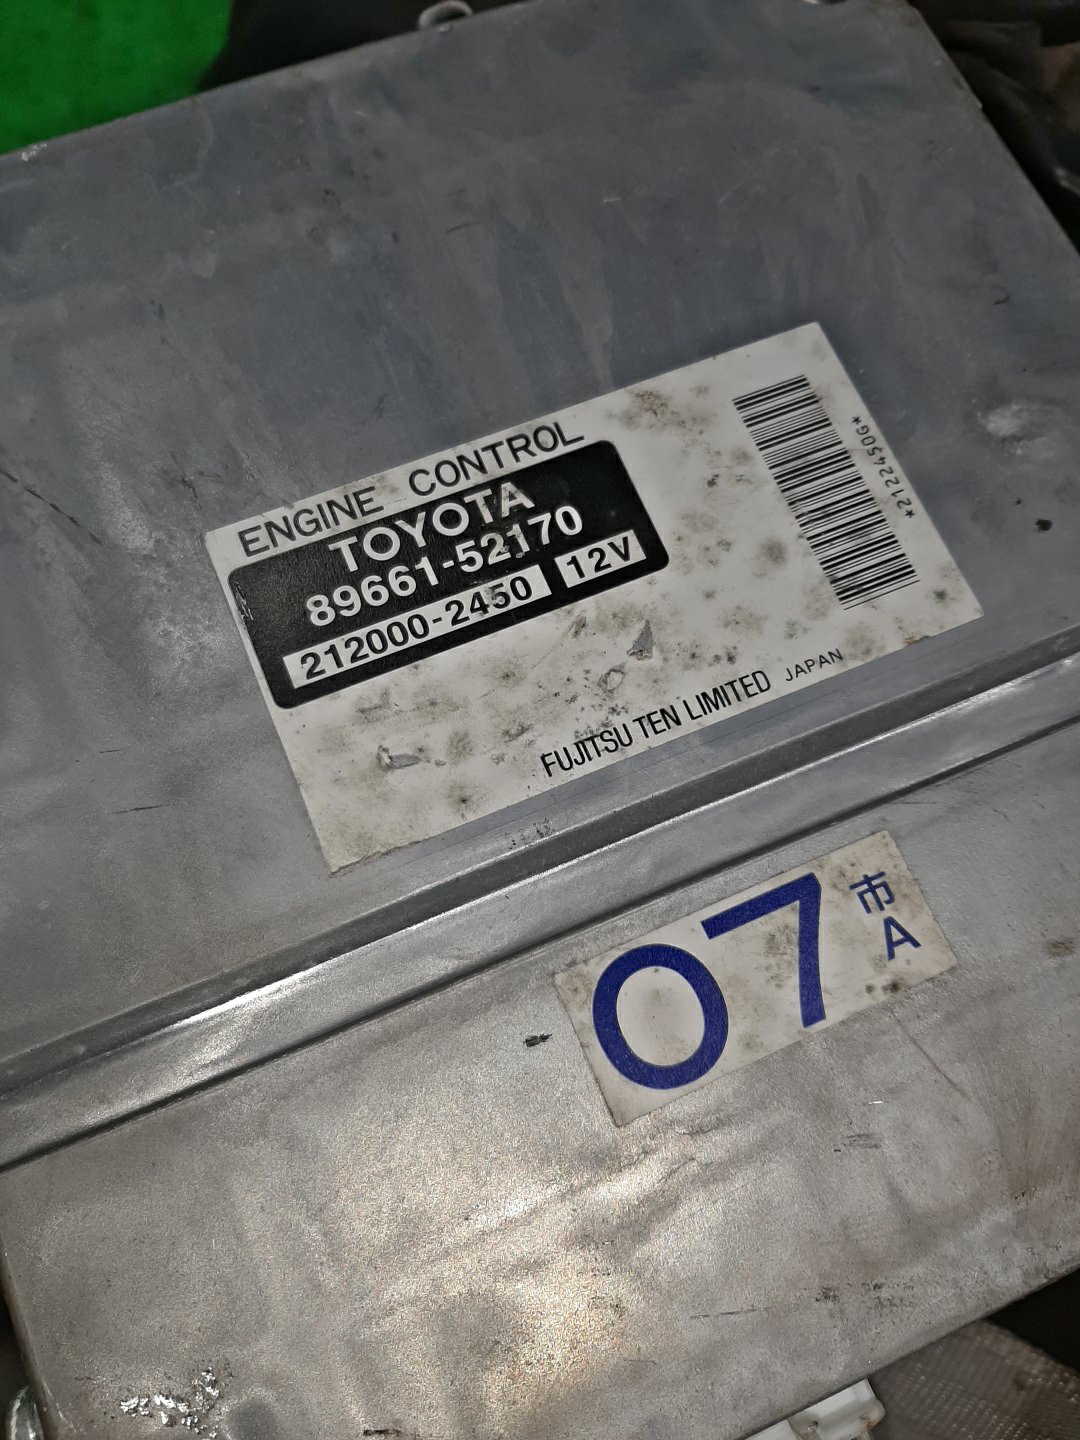 ENGINE CONTROL
TOYOTA
89661-52170
212000-2450 12V
*2122450G*
FUJITSU TEN LIMITED JAPAN
07 市
A